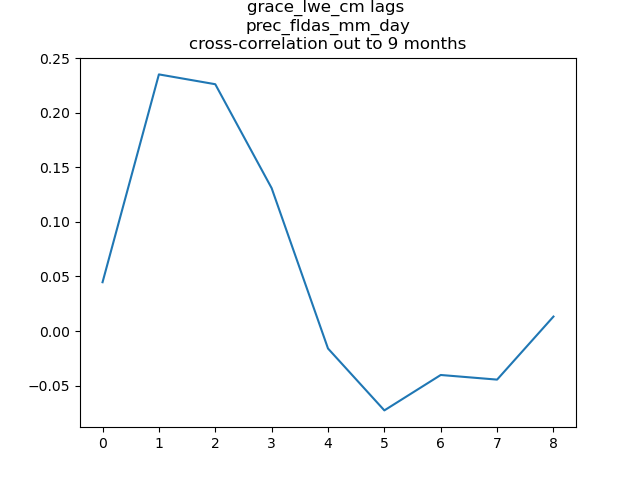 grace_lwe_cm lags
prec_fldas_mm_day
cross-correlation out to 9 months
0.25
0.20
0.15
0.10
0.05
0.00
−0.05
0 1 2 3 4 5 6 7 8